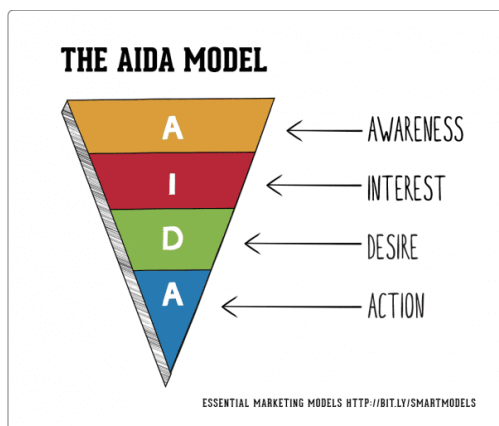 THE AIDA MODEL
A AWARENESS
I INTEREST
D DESIRE
A ACTION
ESSENTIAL MARKETING MODELS HTTP://BIT.LY/SMARTMODELS